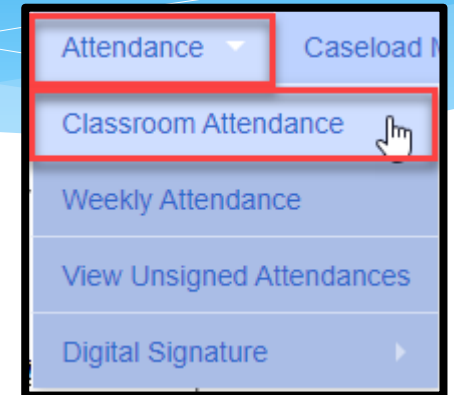 Attendance Caseload
Classroom Attendance
Weekly Attendance
View Unsigned Attendances
Digital Signature